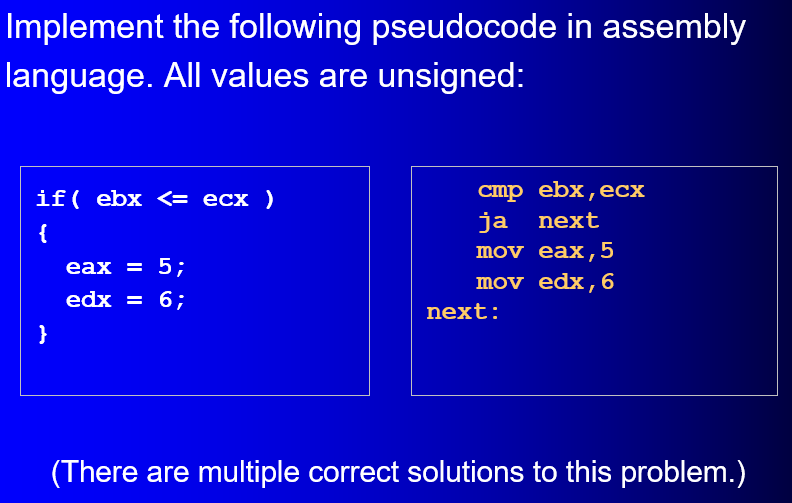 Implement the following pseudocode in assembly
language. All values are unsigned:
if( ebx <= ecx )
{
  eax = 5;
  edx = 6;
}
    cmp ebx,ecx
    ja  next
    mov eax,5
    mov edx,6
next:
(There are multiple correct solutions to this problem.)